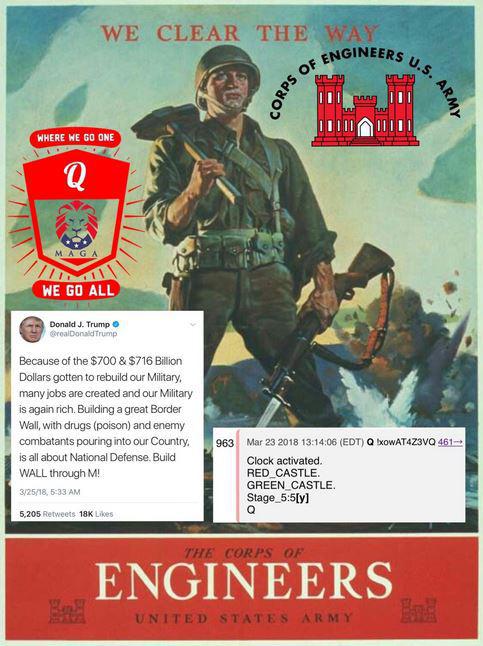 WE CLEAR THE WAY
CORPS OF ENGINEERS U.S. ARMY
WHERE WE GO ONE
Q
MAGA
WE GO ALL
Donald J. Trump
@realDonaldTrump
Because of the $700 & $716 Billion
Dollars gotten to rebuild our Military,
many jobs are created and our Military
is again rich. Building a great Border
Wall, with drugs (poison) and enemy
combatants pouring into our Country,
is all about National Defense. Build
WALL through M!
3/25/18, 5:33 AM
5,205 Retweets 18K Likes
963 Mar 23 2018 13:14:06 (EDT) Q !xowAT4Z3VQ 461→
Clock activated.
RED_CASTLE.
GREEN_CASTLE.
Stage_5:5[y]
Q
THE CORPS OF
ENGINEERS
UNITED STATES ARMY